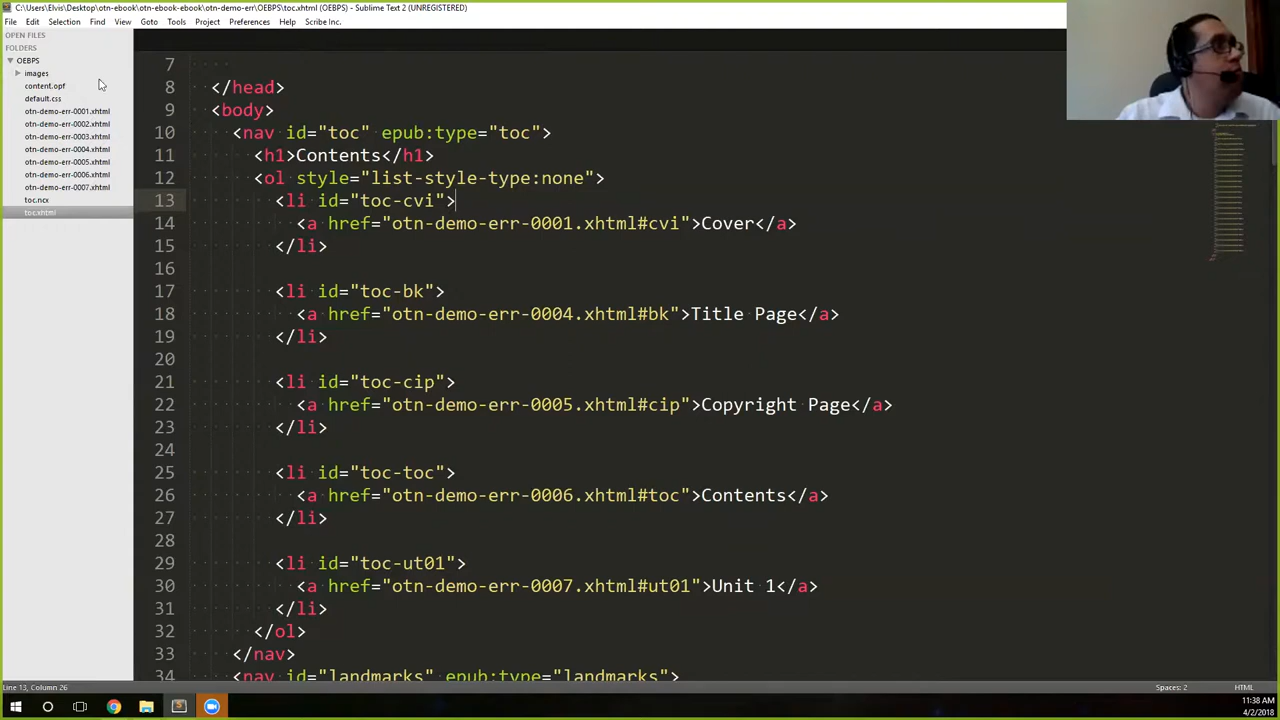 C:\Users\Elvis\Desktop\otn-ebook\otn-ebook-ebook\otn-demo-err\OEBPS\toc.xhtml (OEBPS) - Sublime Text 2 (UNREGISTERED)
File Edit Selection Find View Goto Tools Project Preferences Help Scribe Inc.
OPEN FILES
FOLDERS
OEBPS
images
content.opf
default.css
otn-demo-err-0001.xhtml
otn-demo-err-0002.xhtml
otn-demo-err-0003.xhtml
otn-demo-err-0004.xhtml
otn-demo-err-0005.xhtml
otn-demo-err-0006.xhtml
otn-demo-err-0007.xhtml
toc.ncx
toc.xhtml
7
8 </head>
9 <body>
10 <nav id="toc" epub:type="toc">
11 <h1>Contents</h1>
12 <ol style="list-style-type:none">
13 <li id="toc-cvi">
14 <a href="otn-demo-err-0001.xhtml#cvi">Cover</a>
15 </li>
16
17 <li id="toc-bk">
18 <a href="otn-demo-err-0004.xhtml#bk">Title Page</a>
19 </li>
20
21 <li id="toc-cip">
22 <a href="otn-demo-err-0005.xhtml#cip">Copyright Page</a>
23 </li>
24
25 <li id="toc-toc">
26 <a href="otn-demo-err-0006.xhtml#toc">Contents</a>
27 </li>
28
29 <li id="toc-ut01">
30 <a href="otn-demo-err-0007.xhtml#ut01">Unit 1</a>
31 </li>
32 </ol>
33 </nav>
34 <nav id="landmarks" epub:type="landmarks">
Line 13, Column 26
Spaces: 2
HTML
11:38 AM
4/2/2018